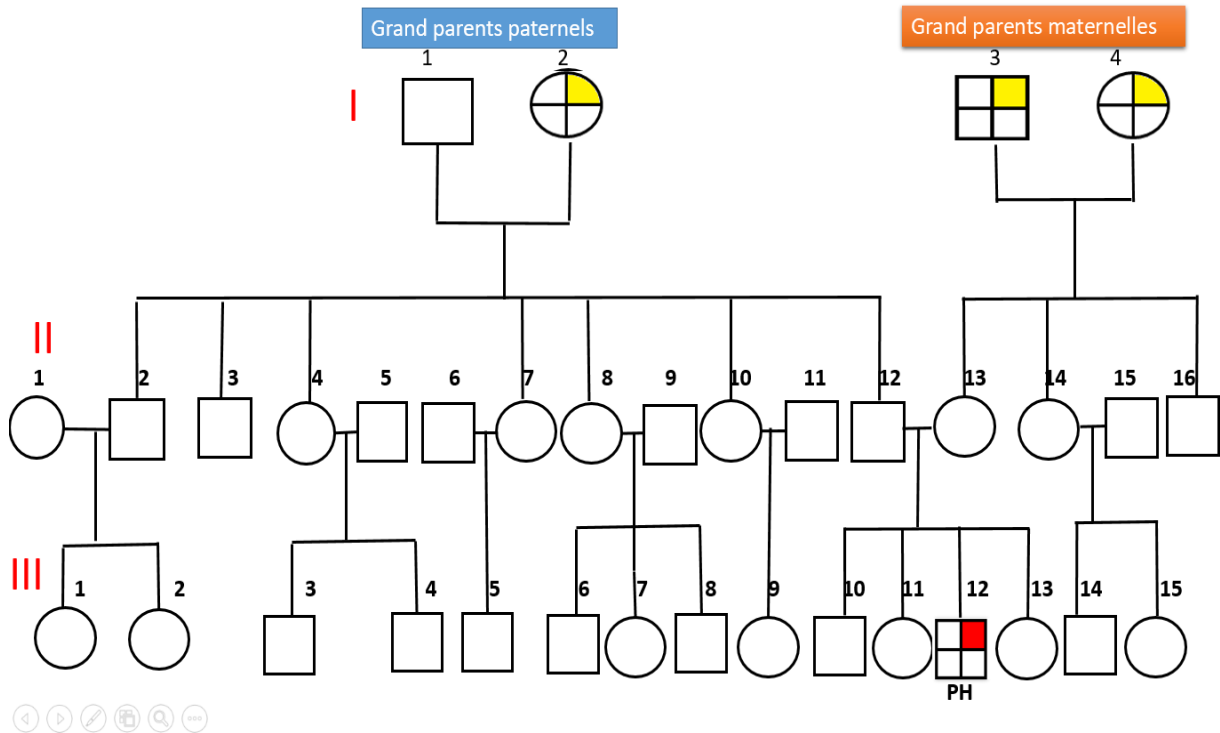 Grand parents paternels
Grand parents maternelles
1 2 3 4
I
II
1 2 3 4 5 6 7 8 9 10 11 12 13 14 15 16
III
1 2 3 4 5 6 7 8 9 10 11 12 13 14 15
PH